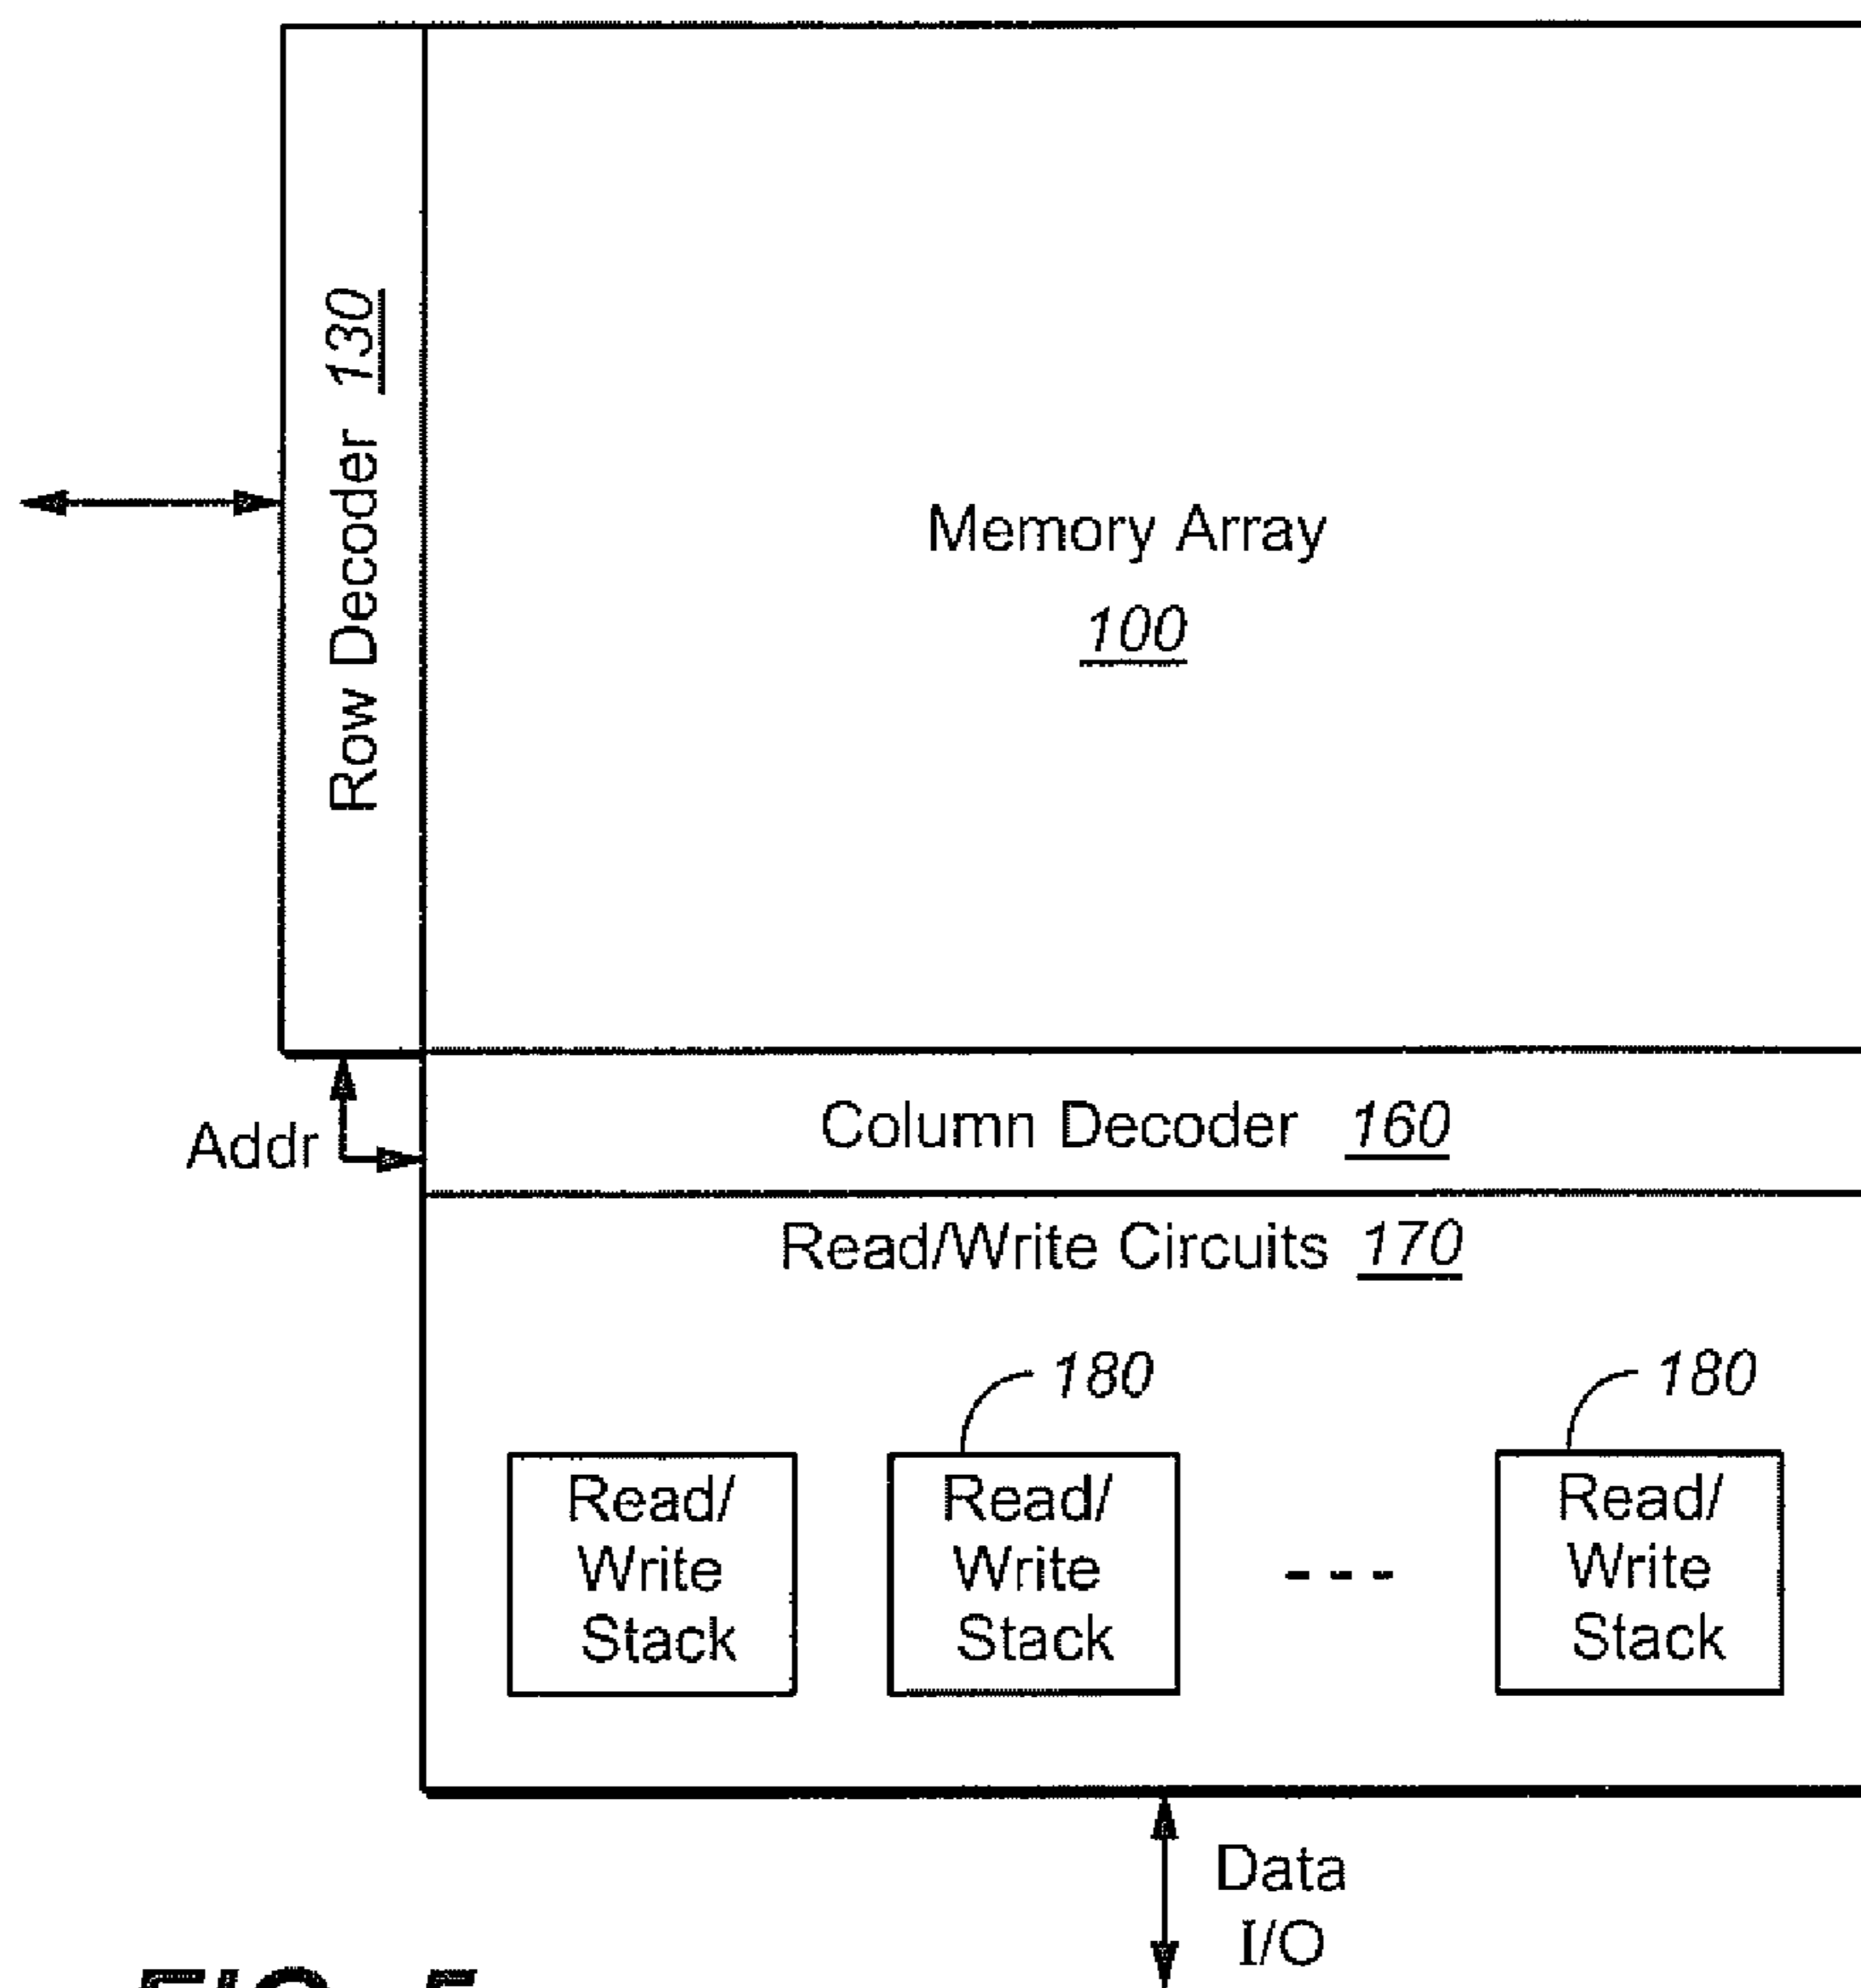 Row Decoder 130
Memory Array
100
Addr
Column Decoder 160
Read/Write Circuits 170
180
180
Read/
Write
Stack
Read/
Write
Stack
- - -
Read/
Write
Stack
Data
I/O